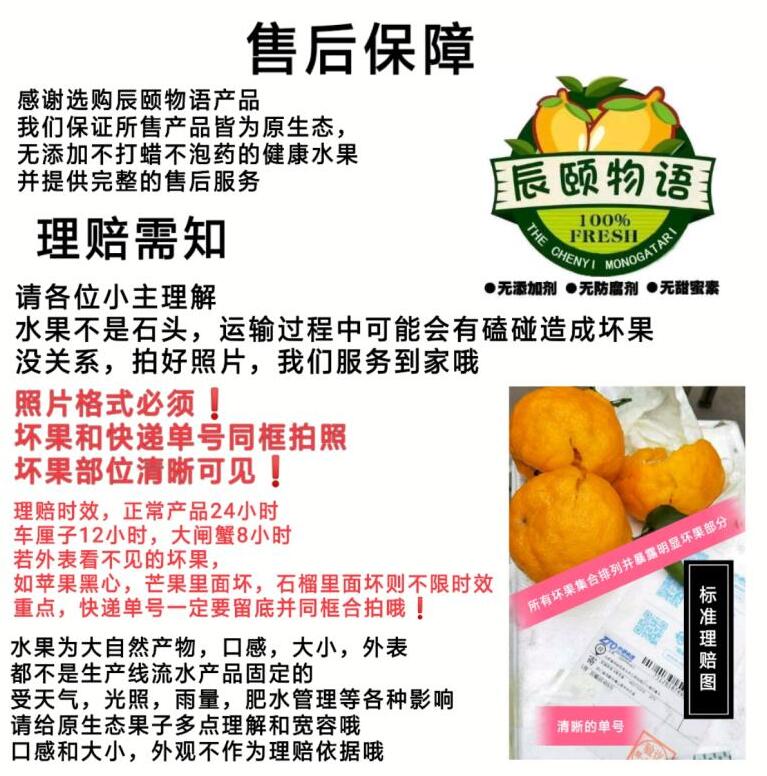 售后保障
感谢选购辰颐物语产品
我们保证所售产品皆为原生态，
无添加不打蜡不泡药的健康水果
并提供完整的售后服务
辰颐物语
100%
FRESH
THE CHENYI MONOGATARI
●无添加剂 ●无防腐剂 ●无甜蜜素
理赔需知
请各位小主理解
水果不是石头，运输过程中可能会有磕碰造成坏果
没关系，拍好照片，我们服务到家哦
照片格式必须❗
坏果和快递单号同框拍照
坏果部位清晰可见❗
理赔时效，正常产品24小时
车厘子12小时，大闸蟹8小时
若外表看不见的坏果，
如苹果黑心，芒果里面坏，石榴里面坏则不限时效
重点，快递单号一定要留底并同框合拍哦❗
水果为大自然产物，口感，大小，外表
都不是生产线流水产品固定的
受天气，光照，雨量，肥水管理等各种影响
请给原生态果子多点理解和宽容哦
口感和大小，外观不作为理赔依据哦
所有坏果集合排列并暴露明显坏果部分
标准理赔图
ZTO
清晰的单号